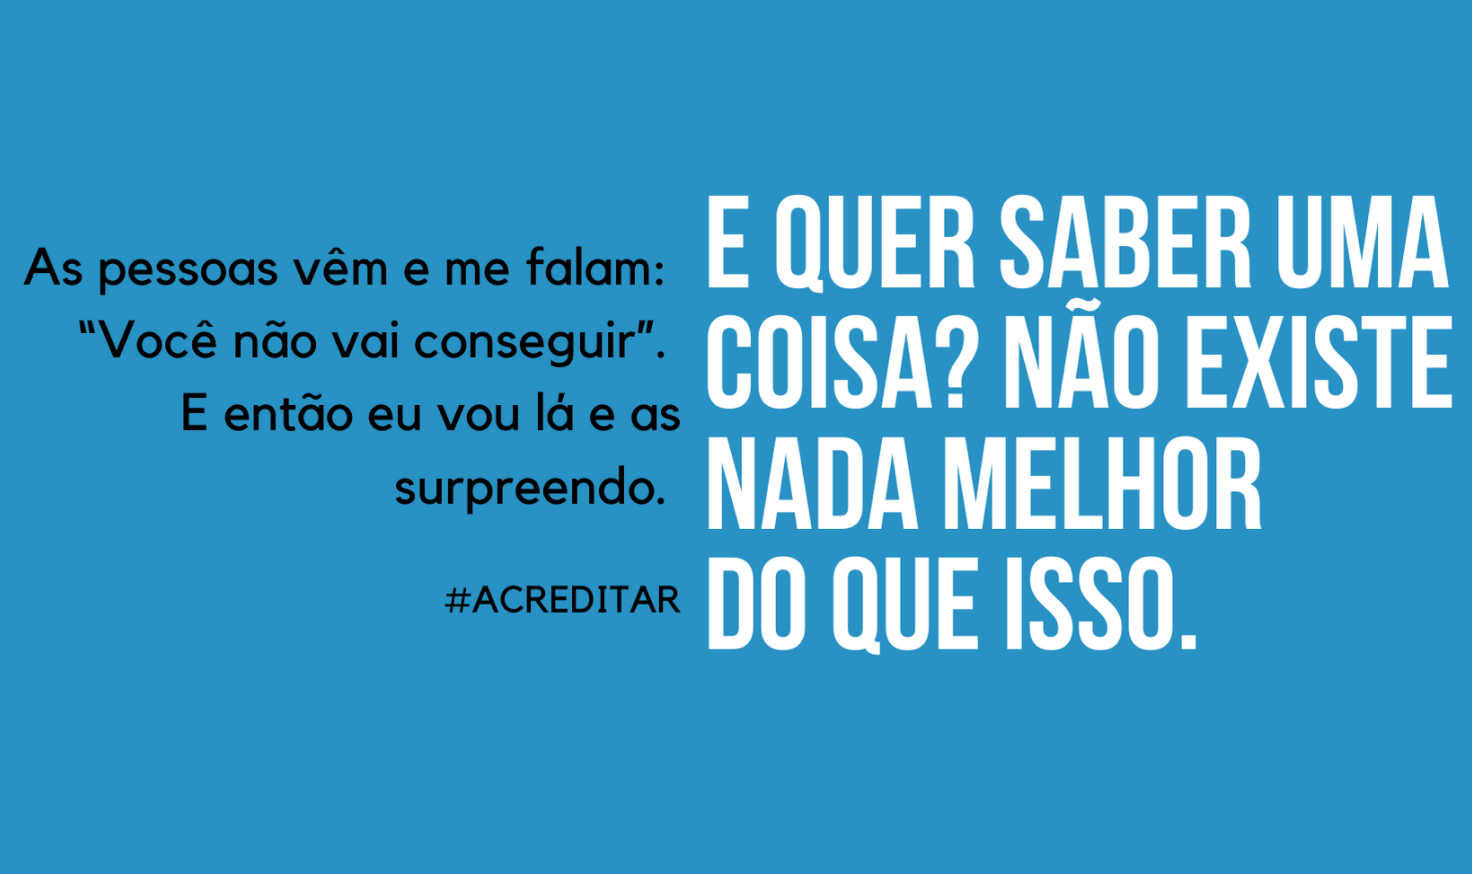 As pessoas vêm e me falam:
“Você não vai conseguir”.
E então eu vou lá e as
surpreendo.
#ACREDITAR
E QUER SABER UMA
COISA? NÃO EXISTE
NADA MELHOR
DO QUE ISSO.